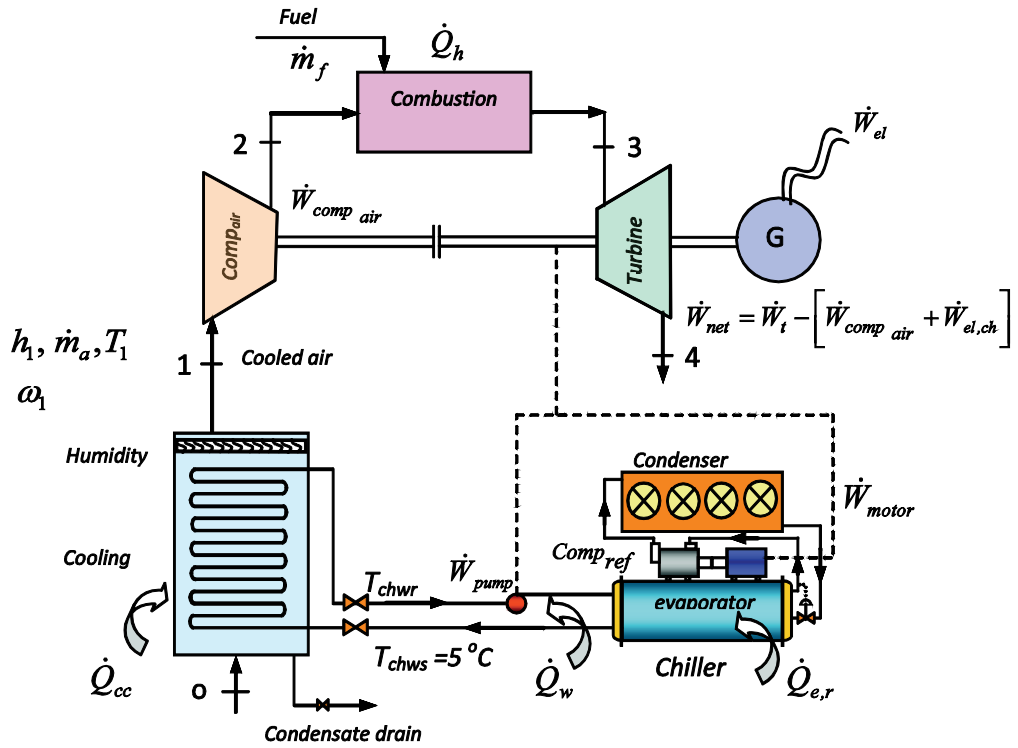 Fuel
ṁ_f
Q̇_h
Combustion
2
3
Ẇ_el
Comp_air
Ẇ_comp air
Turbine
G
Ẇ_net = Ẇ_t − [Ẇ_comp air + Ẇ_el,ch]
h_1, ṁ_a, T_1
ω_1
1
Cooled air
4
Humidity
Condenser
Ẇ_motor
Cooling
Comp_ref
T_chwr
Ẇ_pump
evaporator
T_chws =5 °C
Chiller
Q̇_cc
o
Q̇_w
Q̇_e,r
Condensate drain